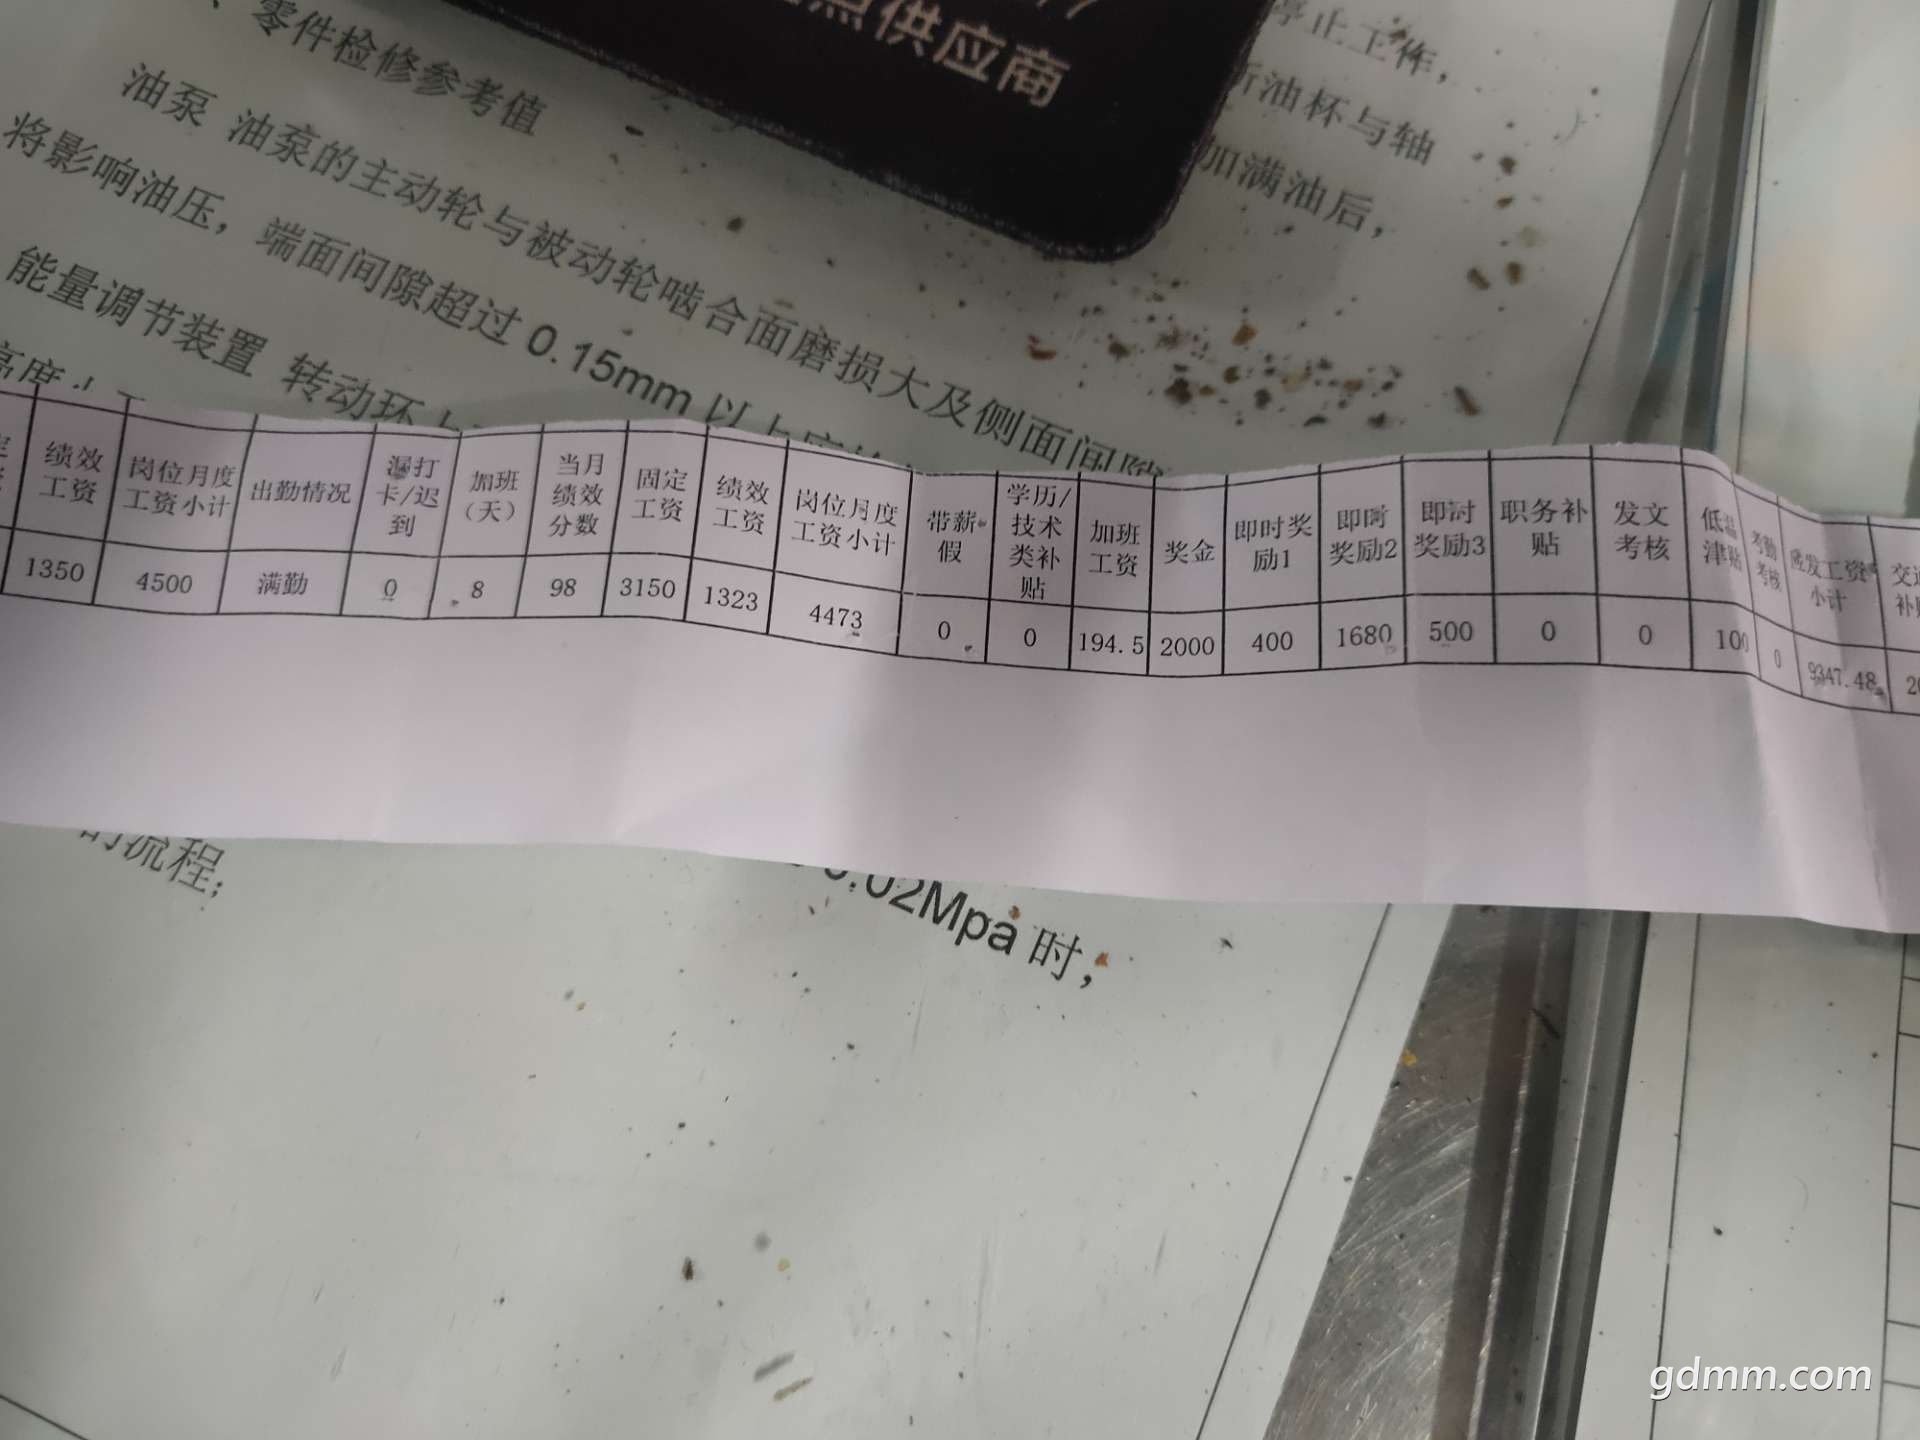 点供应商
零件检修参考值
停止工作，
油泵 油泵的主动轮与被动轮啮合面磨损大及侧面间隙
油杯与轴
将影响油压，端面间隙超过 0.15mm 以上
加满油后，
能量调节装置 转动环
绩效工资 岗位月度工资小计 出勤情况 漏打卡/迟到 加班（天） 当月绩效分数 固定工资 绩效工资 岗位月度工资小计 带薪假 学历/技术类补贴 加班工资 奖金 即时奖励1 即时奖励2 即时奖励3 职务补贴 发文考核 低温津贴 考勤考核 应发工资小计 交
1350 4500 满勤 0 8 98 3150 1323 4473 0 0 194.5 2000 400 1680 500 0 0 100 0 9347.48 20
的流程；
0.02Mpa 时，
gdmm.com